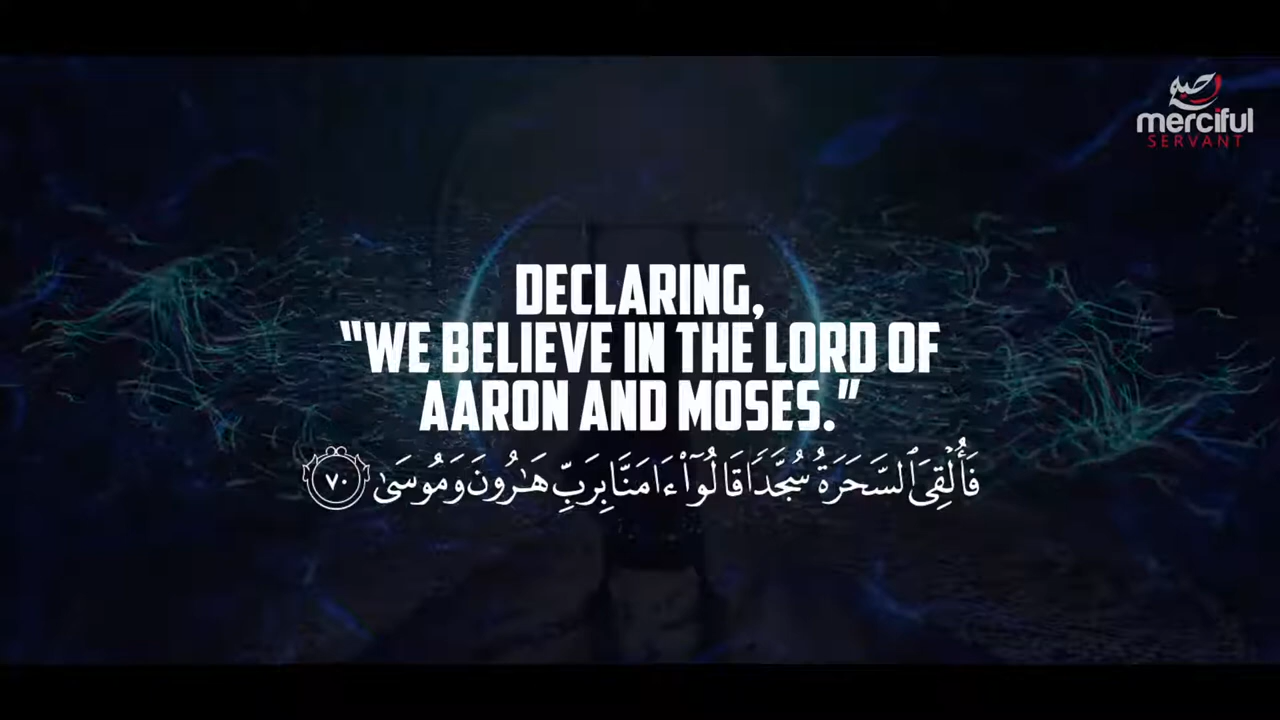 merciful
SERVANT
DECLARING,
“WE BELIEVE IN THE LORD OF
AARON AND MOSES.”
فَأُلْقِىَ ٱلسَّحَرَةُ سُجَّدًا قَالُوٓا۟ ءَامَنَّا بِرَبِّ هَـٰرُونَ وَمُوسَىٰ ٧٠